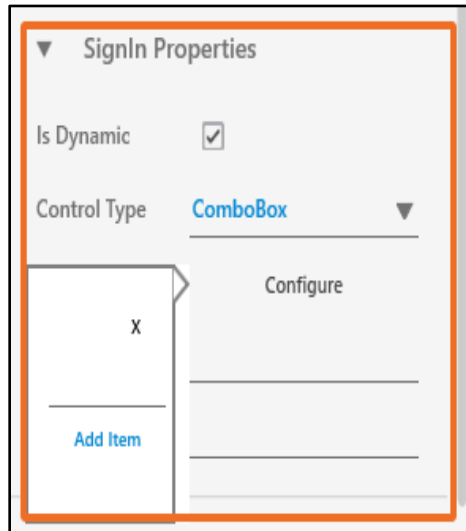 SignIn Properties
Is Dynamic
Control Type ComboBox
Configure
X
Add Item